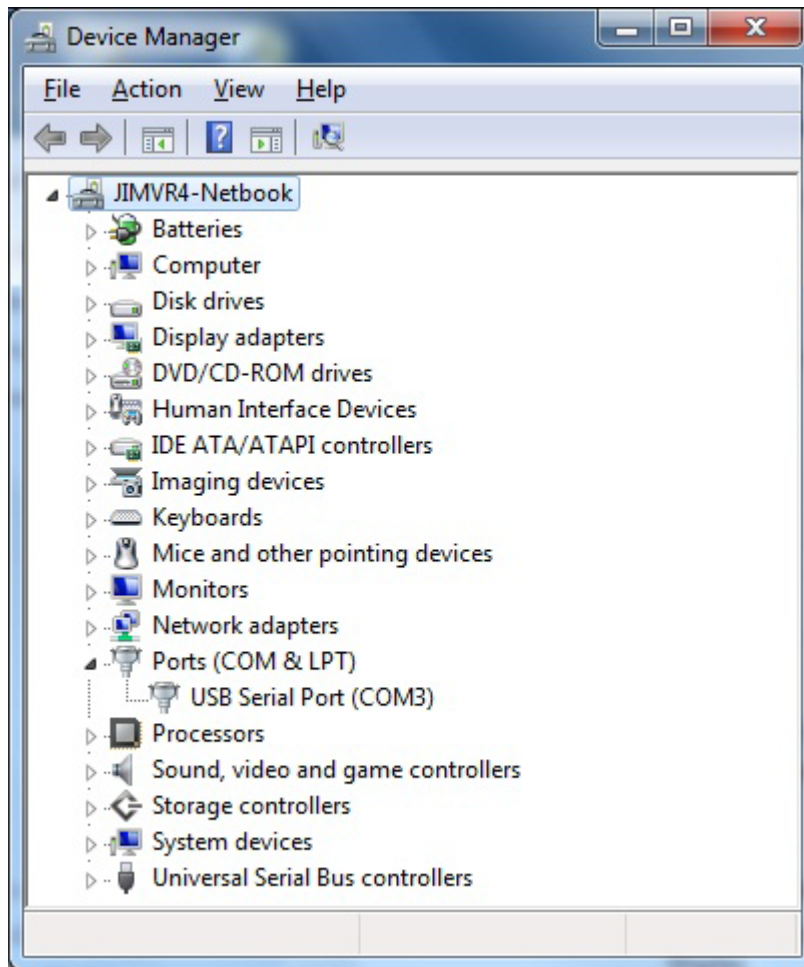 Device Manager
File Action View Help
JIMVR4-Netbook
Batteries
Computer
Disk drives
Display adapters
DVD/CD-ROM drives
Human Interface Devices
IDE ATA/ATAPI controllers
Imaging devices
Keyboards
Mice and other pointing devices
Monitors
Network adapters
Ports (COM & LPT)
USB Serial Port (COM3)
Processors
Sound, video and game controllers
Storage controllers
System devices
Universal Serial Bus controllers